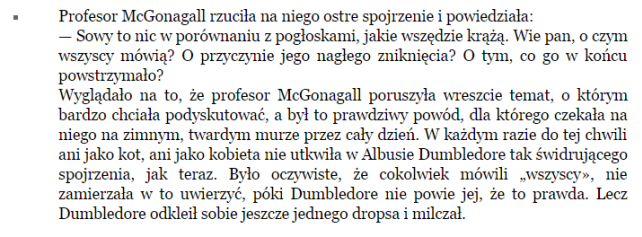 Profesor McGonagall rzuciła na niego ostre spojrzenie i powiedziała:
— Sowy to nic w porównaniu z pogłoskami, jakie wszędzie krążą. Wie pan, o czym
wszyscy mówią? O przyczynie jego nagłego zniknięcia? O tym, co go w końcu
powstrzymało?
Wyglądało na to, że profesor McGonagall poruszyła wreszcie temat, o którym
bardzo chciała podyskutować, a był to prawdziwy powód, dla którego czekała na
niego na zimnym, twardym murze przez cały dzień. W każdym razie do tej chwili
ani jako kot, ani jako kobieta nie utkwiła w Albusie Dumbledore tak świdrującego
spojrzenia, jak teraz. Było oczywiste, że cokolwiek mówili „wszyscy», nie
zamierzała w to uwierzyć, póki Dumbledore nie powie jej, że to prawda. Lecz
Dumbledore odkleił sobie jeszcze jednego dropsa i milczał.